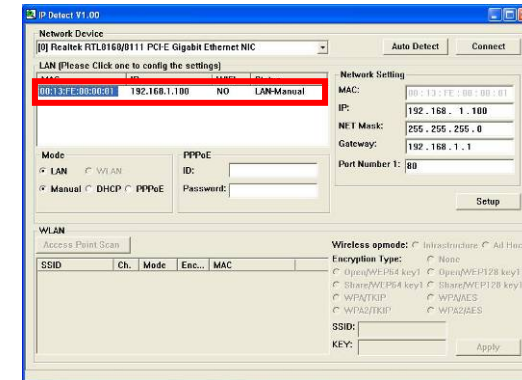 IP Detect V1.00
Network Device
[0] Realtek RTL8168/8111 PCI-E Gigabit Ethernet NIC
Auto Detect
Connect
LAN [Please Click one to config the settings]
MAC IP WIFI Status
00:13:FE:08:00:01 192.168.1.100 NO LAN-Manual
Network Setting
MAC: 00:13:FE:08:00:01
IP: 192.168. 1.100
NET Mask: 255.255.255.0
Gateway: 192.168.1.1
Port Number 1: 80
Setup
Mode
LAN WLAN
Manual DHCP PPPoE
PPPoE
ID:
Password:
WLAN
Access Point Scan
SSID Ch. Mode Enc... MAC
Wireless opmode: Infrastructure Ad Hoc
Encryption Type: None
Open/WEP64 key1 Open/WEP128 key1
Share/WEP64 key1 Share/WEP128 key1
WPA/TKIP WPA/AES
WPA2/TKIP WPA2/AES
SSID:
KEY:
Apply